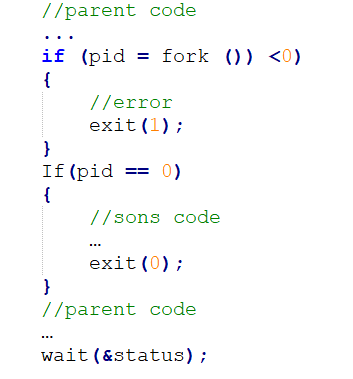 //parent code
...
if (pid = fork ()) <0)
{
//error
exit(1);
}
If(pid == 0)
{
//sons code
…
exit(0);
}
//parent code
…
wait(&status);